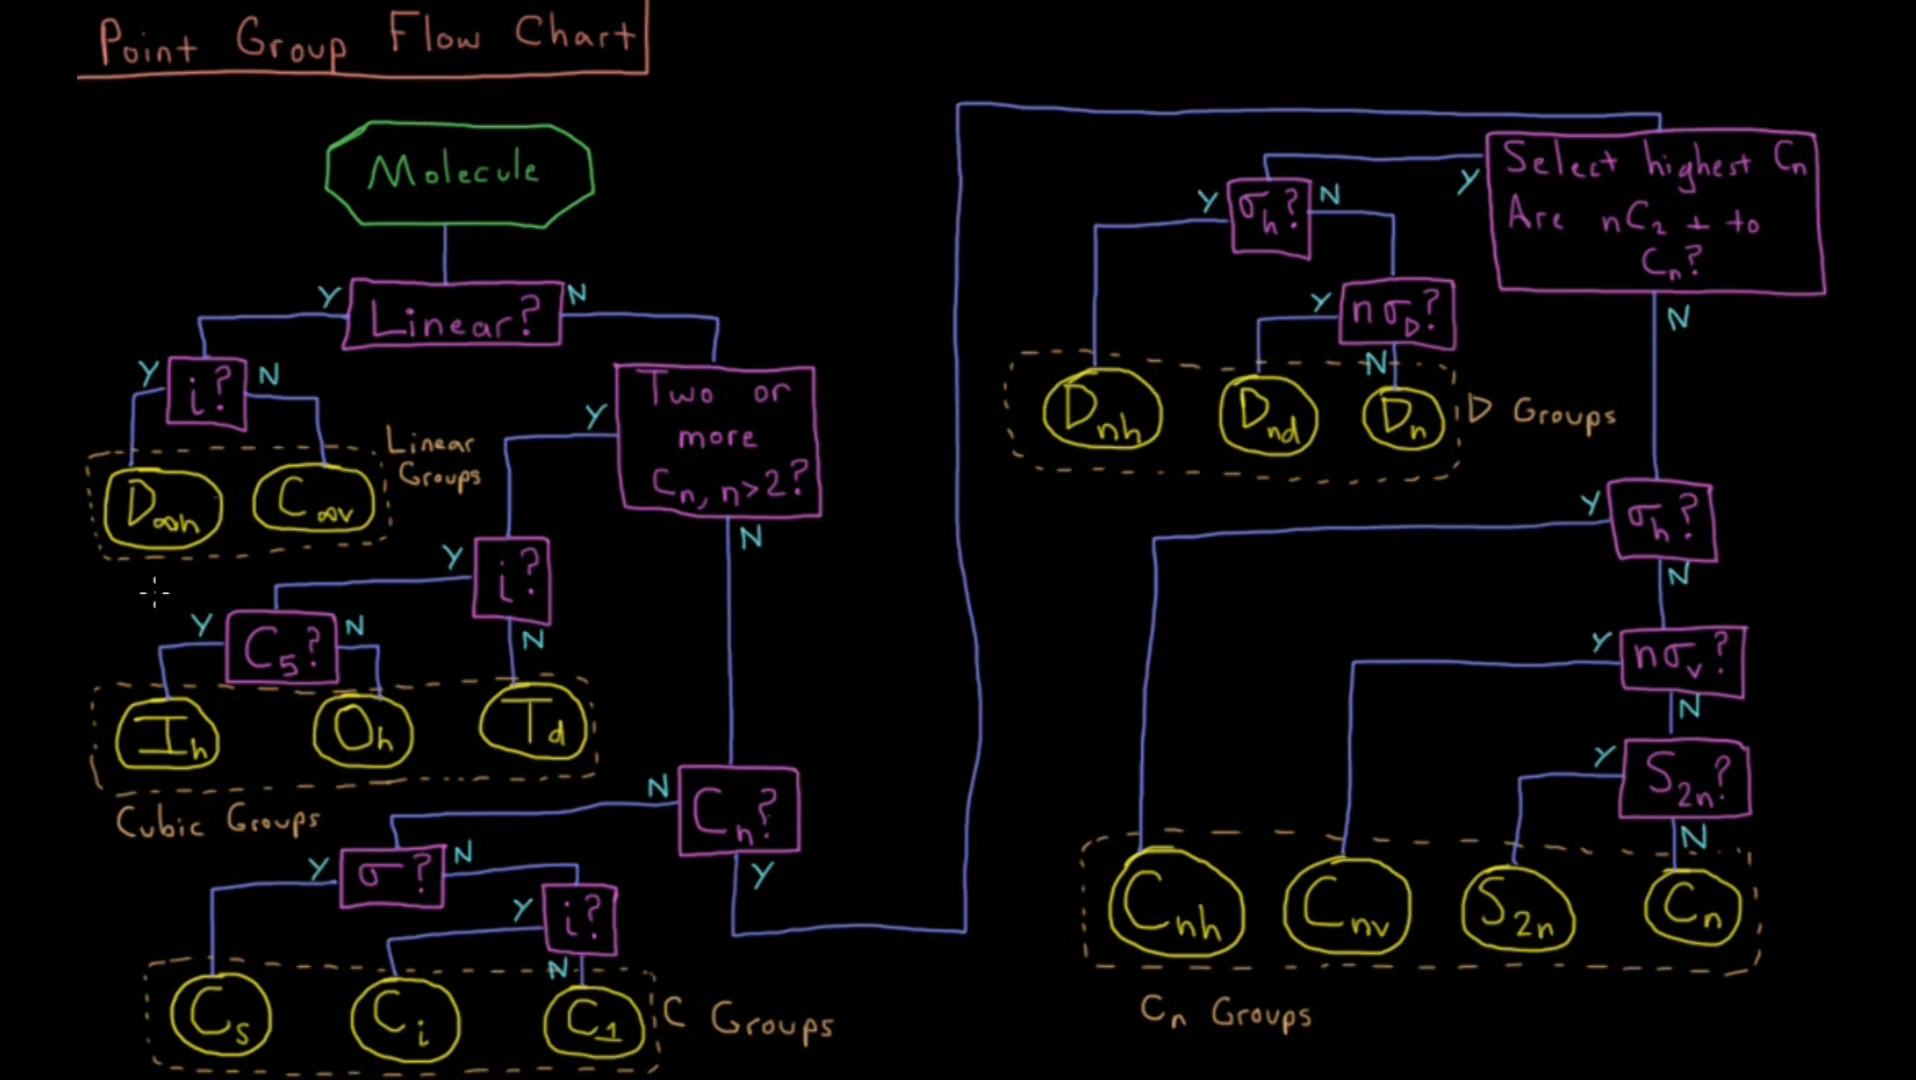 Point Group Flow Chart
Molecule
Linear?
Y
N
i?
Y
N
D∞h
C∞v
Linear
Groups
Two or
more
Cn, n>2?
Y
N
i?
Y
N
C5?
Y
N
Ih
Oh
Td
Cubic Groups
Cn?
N
Y
σ?
Y
N
i?
Y
N
Cs
Ci
C1
C Groups
Select highest Cn
Are nC2 ⊥ to
Cn?
Y
N
σh?
Y
N
nσD?
Y
N
Dnh
Dnd
Dn
D Groups
σh?
Y
N
nσv?
Y
N
S2n?
Y
N
Cnh
Cnv
S2n
Cn
Cn Groups